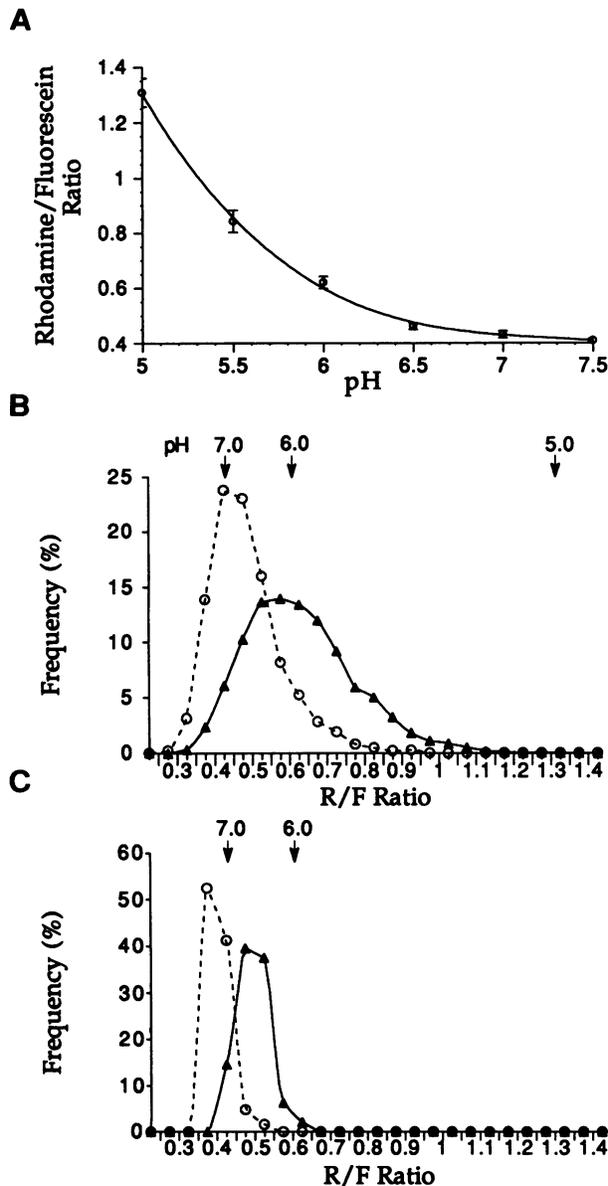 A
Rhodamine/Fluorescein
Ratio
1.4
1.2
1
0.8
0.6
0.4
5 5.5 6 6.5 7 7.5
pH
B
pH 7.0 6.0 5.0
Frequency (%)
25
20
15
10
5
0
0.3 0.4 0.5 0.6 0.7 0.8 0.9 1 1.1 1.2 1.3 1.4
R/F Ratio
C
7.0 6.0
Frequency (%)
60
50
40
30
20
10
0
0.3 0.4 0.5 0.6 0.7 0.8 0.9 1 1.1 1.2 1.3 1.4
R/F Ratio